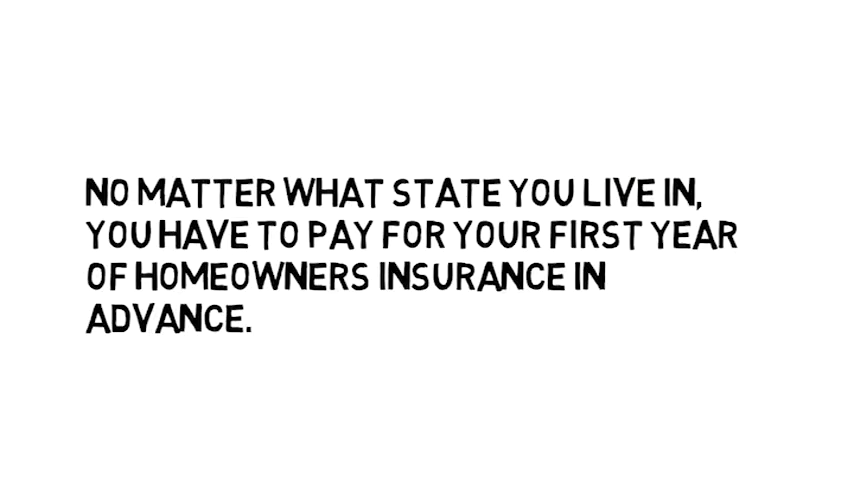 NO MATTER WHAT STATE YOU LIVE IN,
YOU HAVE TO PAY FOR YOUR FIRST YEAR
OF HOMEOWNERS INSURANCE IN
ADVANCE.